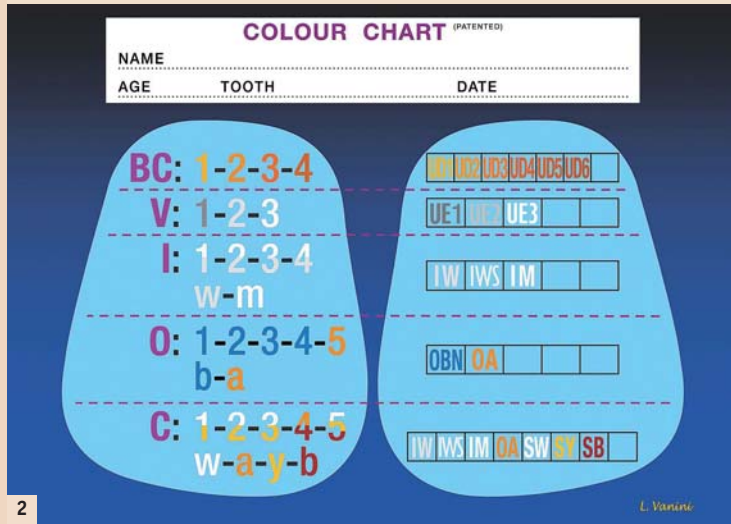 COLOUR CHART (PATENTED)
NAME
AGE TOOTH DATE
BC: 1-2-3-4
V: 1-2-3
I: 1-2-3-4
w-m
O: 1-2-3-4-5
b-a
C: 1-2-3-4-5
w-a-y-b
UD1 UD2 UD3 UD4 UD5 UD6
UE1 UE2 UE3
IW IWS IM
OBN OA
IW IWS IM OA SW SY SB
2
L. Vanini